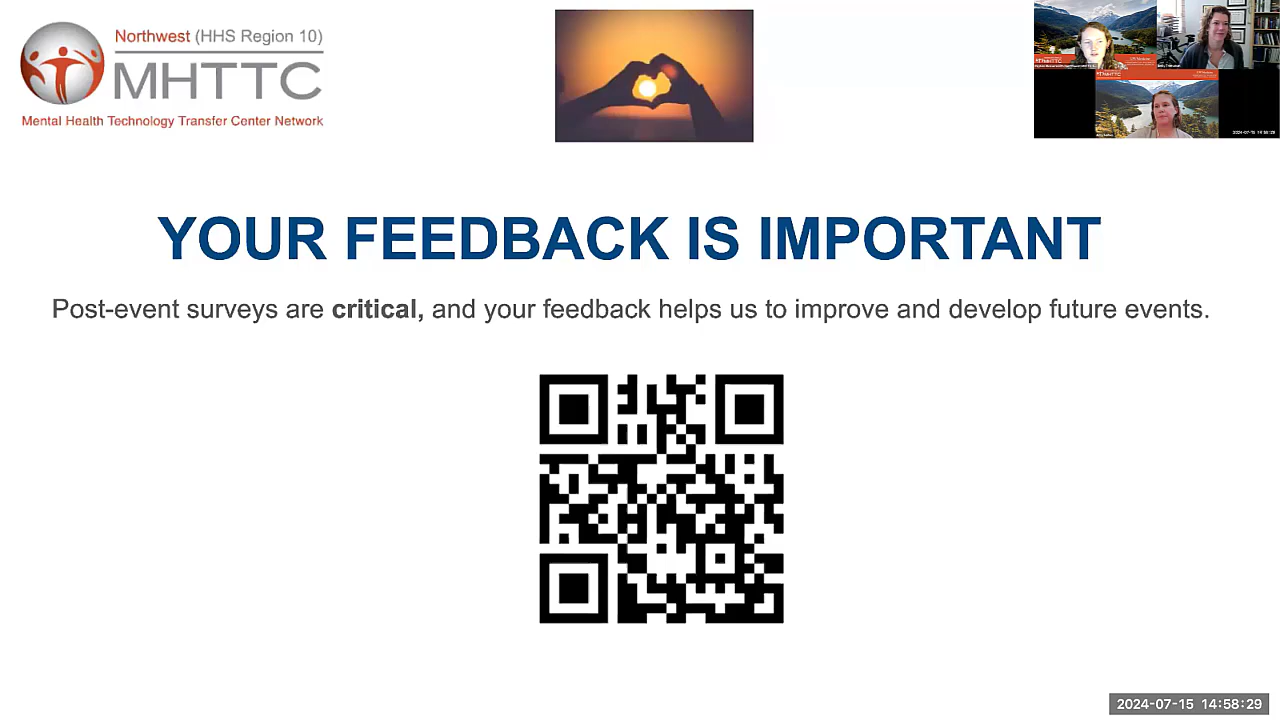 Northwest (HHS Region 10)
MHTTC
Mental Health Technology Transfer Center Network
YOUR FEEDBACK IS IMPORTANT
Post-event surveys are critical, and your feedback helps us to improve and develop future events.
2024-07-15 14:58:29